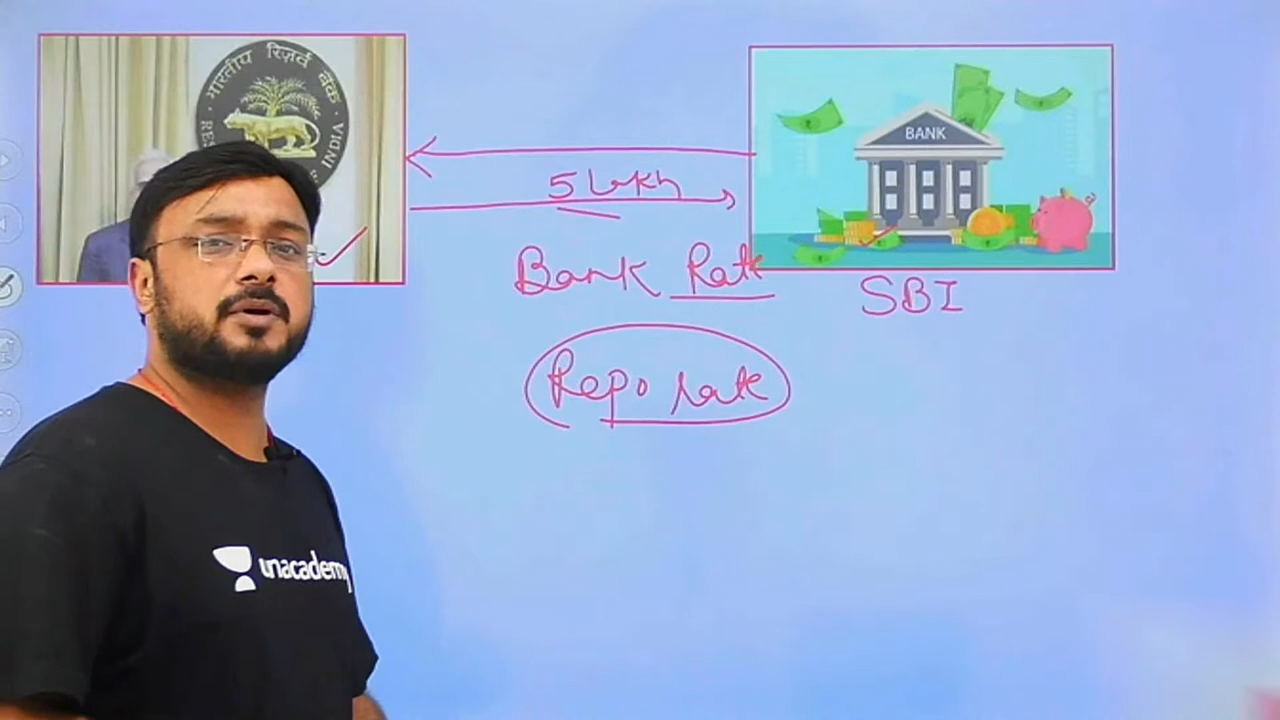 भारतीय रिज़र्व बैंक
INDIA
BANK
5 Lakh
Bank Rate
SBI
Repo rate
unacademy